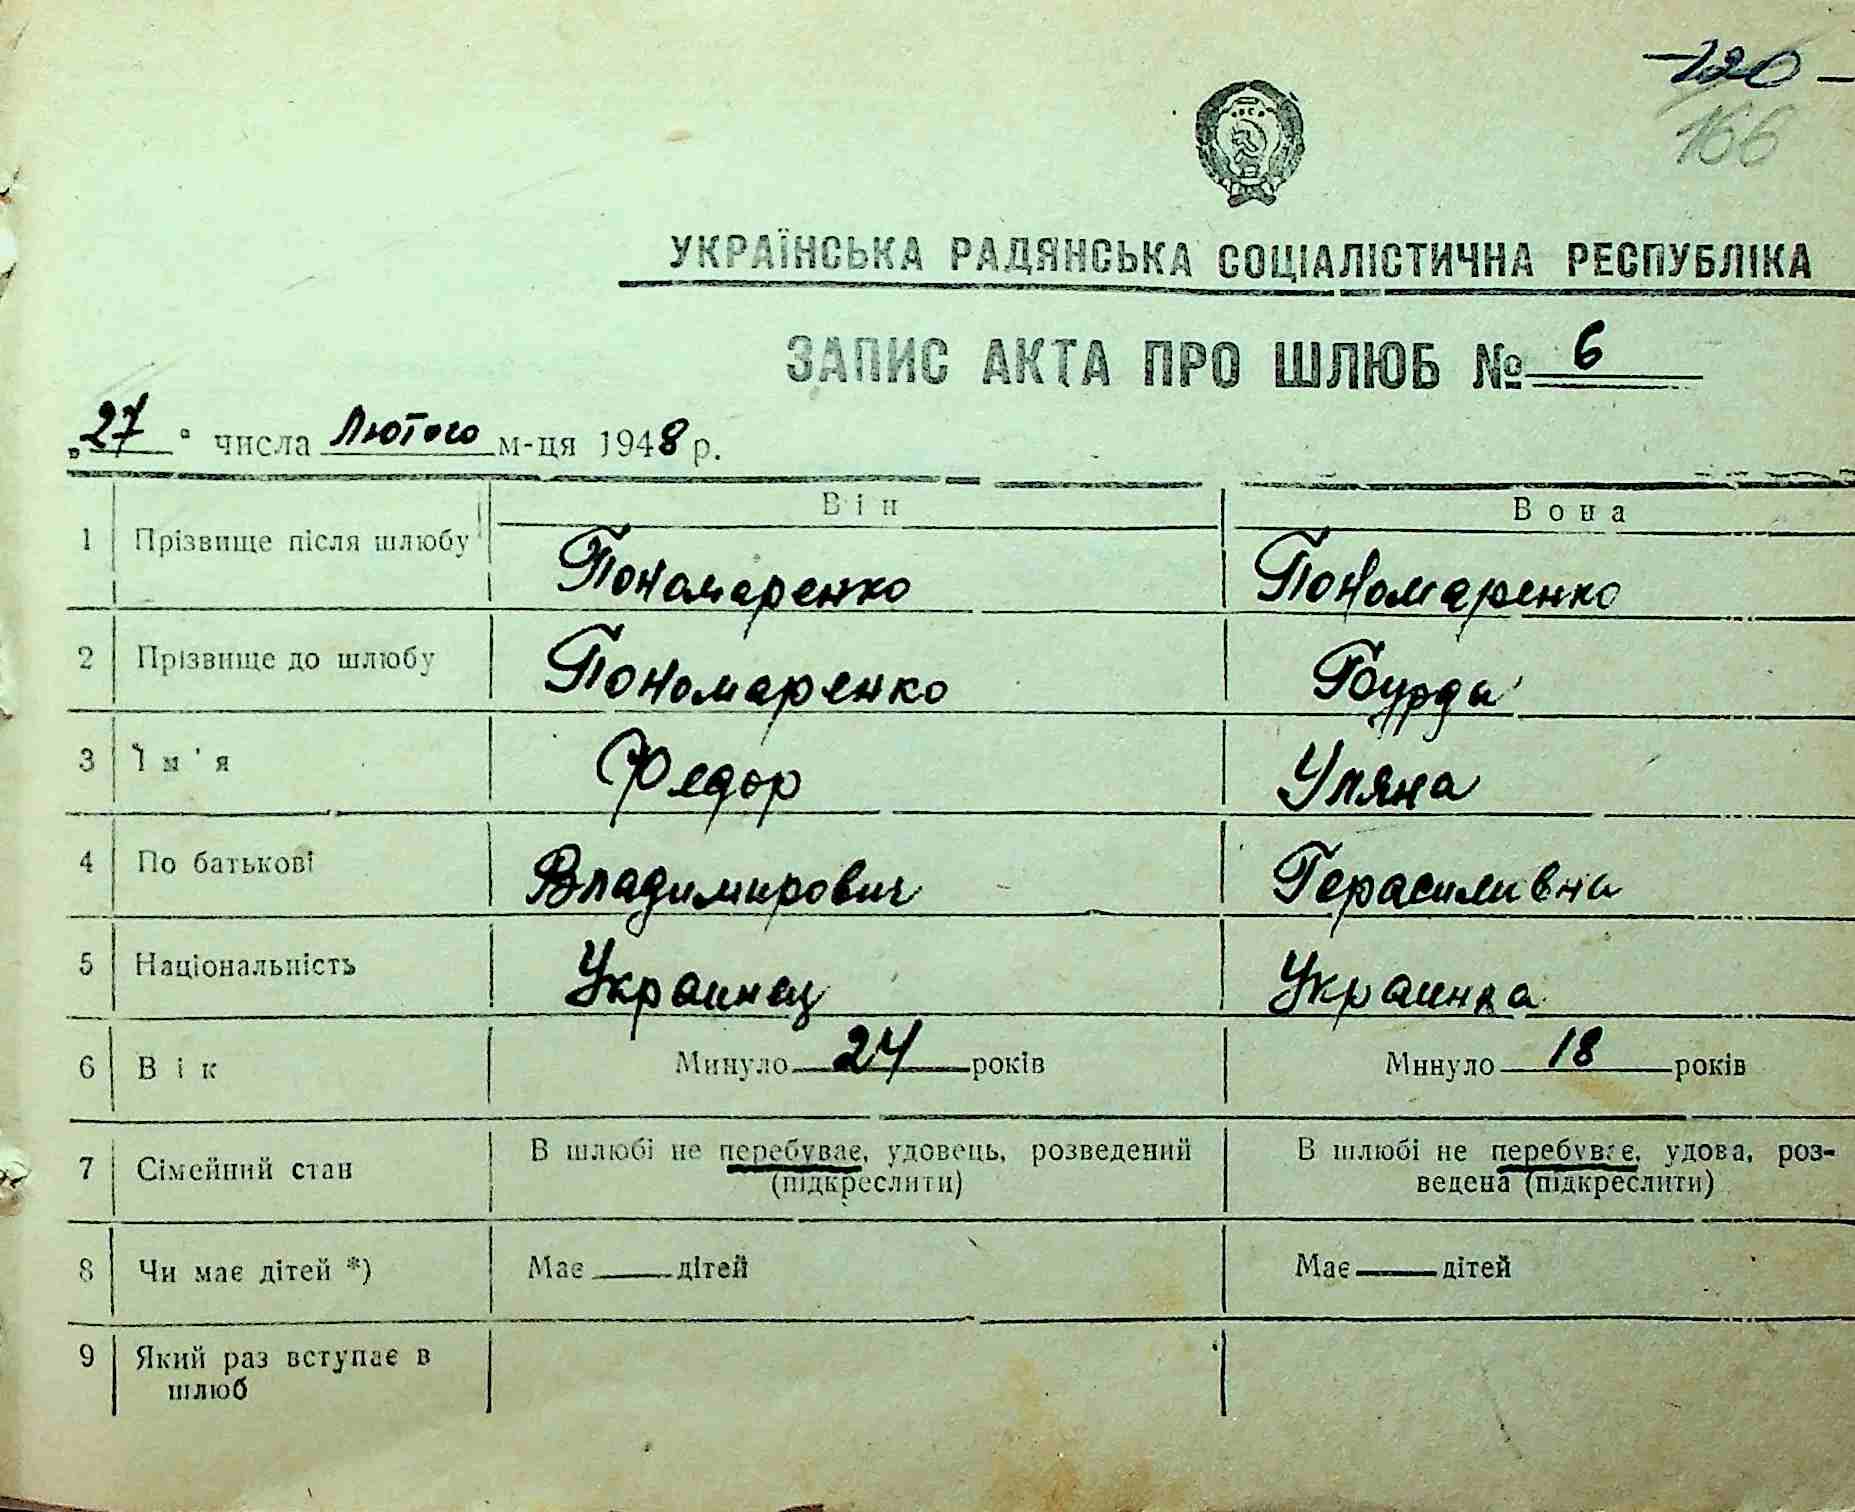 -120-
166
УКРАЇНСЬКА РАДЯНСЬКА СОЦІАЛІСТИЧНА РЕСПУБЛІКА
ЗАПИС АКТА ПРО ШЛЮБ № 6
„27" числа Лютого м-ця 1948 р.
Він Вона
1 Прізвище після шлюбу Пономаренко Пономаренко
2 Прізвище до шлюбу Пономаренко Бурда
3 Ім'я Федор Уляна
4 По батькові Владимирович Герасимивна
5 Національність Украинец Украинка
6 Вік Минуло 24 років Минуло 18 років
7 Сімейний стан В шлюбі не перебуває, удовець, розведений (підкреслити) В шлюбі не перебуває, удова, роз-
ведена (підкреслити)
8 Чи має дітей *) Має — дітей Має — дітей
9 Який раз вступає в
шлюб